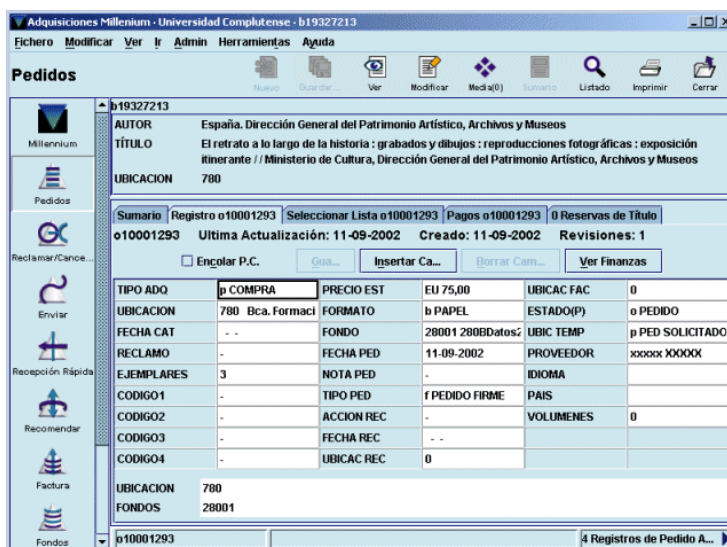 Adquisiciones Millenium - Universidad Complutense - b19327213
Fichero Modificar Ver Ir Admin Herramientas Ayuda
Pedidos
Nuevo Guardar... Ver Modificar Media(0) Sumario Listado Imprimir Cerrar
Millennium
Pedidos
Reclamar/Cance...
Enviar
Recepción Rápida
Recomendar
Factura
Fondos
b19327213
AUTOR España. Dirección General del Patrimonio Artístico, Archivos y Museos
TÍTULO El retrato a lo largo de la historia : grabados y dibujos : reproducciones fotográficas : exposición
itinerante / / Ministerio de Cultura, Dirección General del Patrimonio Artístico, Archivos y Museos
UBICACION 780
Sumario Registro o10001293 Seleccionar Lista o10001293 Pagos o10001293 0 Reservas de Título
o10001293 Ultima Actualización: 11-09-2002 Creado: 11-09-2002 Revisiones: 1
Encolar P.C. Gua... Insertar Ca... Borrar Cam... Ver Finanzas
TIPO ADQ p COMPRA PRECIO EST EU 75,00 UBICAC FAC 0
UBICACION 780 Bca. Formaci FORMATO b PAPEL ESTADO(P) o PEDIDO
FECHA CAT - - FONDO 28001 280BDatos2 UBIC TEMP p PED SOLICITADO
RECLAMO - FECHA PED 11-09-2002 PROVEEDOR xxxxx XXXXX
EJEMPLARES 3 NOTA PED - IDIOMA
CODIGO1 - TIPO PED f PEDIDO FIRME PAIS
CODIGO2 - ACCION REC - VOLUMENES 0
CODIGO3 - FECHA REC - -
CODIGO4 - UBICAC REC 0
UBICACION 780
FONDOS 28001
o10001293 4 Registros de Pedido A...